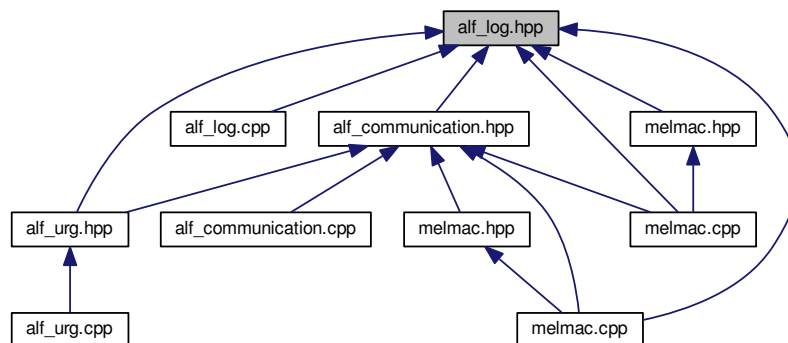 alf_log.hpp
alf_log.cpp
alf_communication.hpp
melmac.hpp
alf_urg.hpp
alf_communication.cpp
melmac.hpp
melmac.cpp
alf_urg.cpp
melmac.cpp